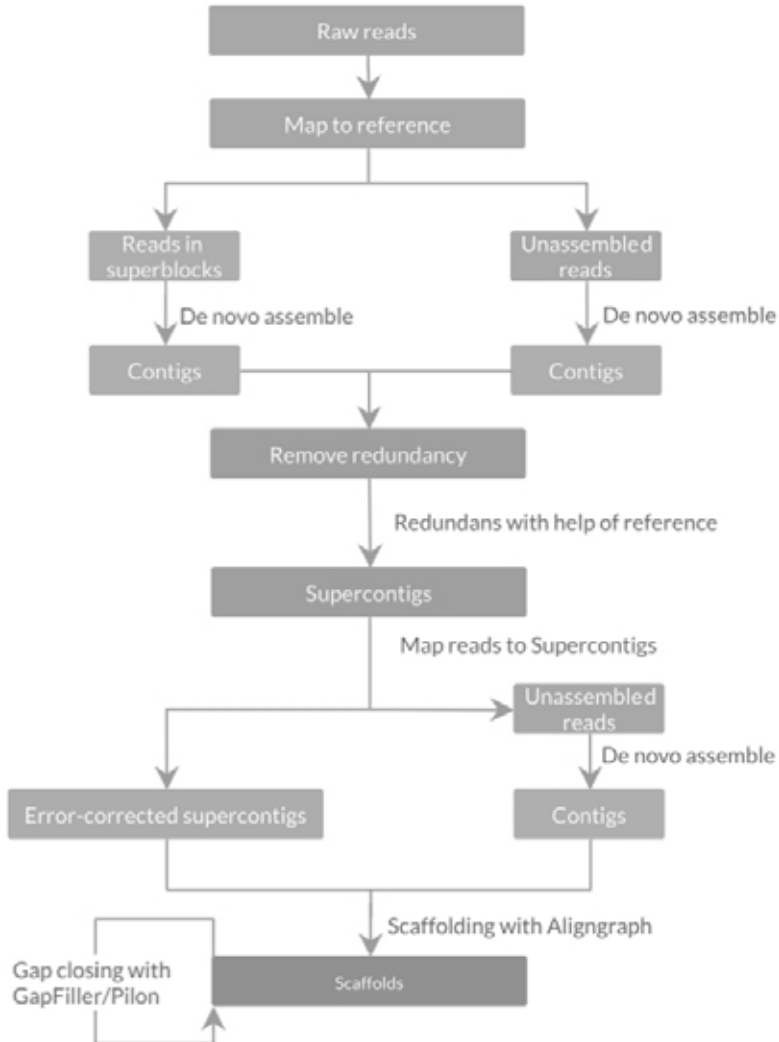 Raw reads
Map to reference
Reads in
superblocks
Unassembled
reads
De novo assemble
De novo assemble
Contigs
Contigs
Remove redundancy
Redundans with help of reference
Supercontigs
Map reads to Supercontigs
Unassembled
reads
De novo assemble
Error-corrected supercontigs
Contigs
Scaffolding with Aligngraph
Gap closing with
GapFiller/Pilon
Scaffolds